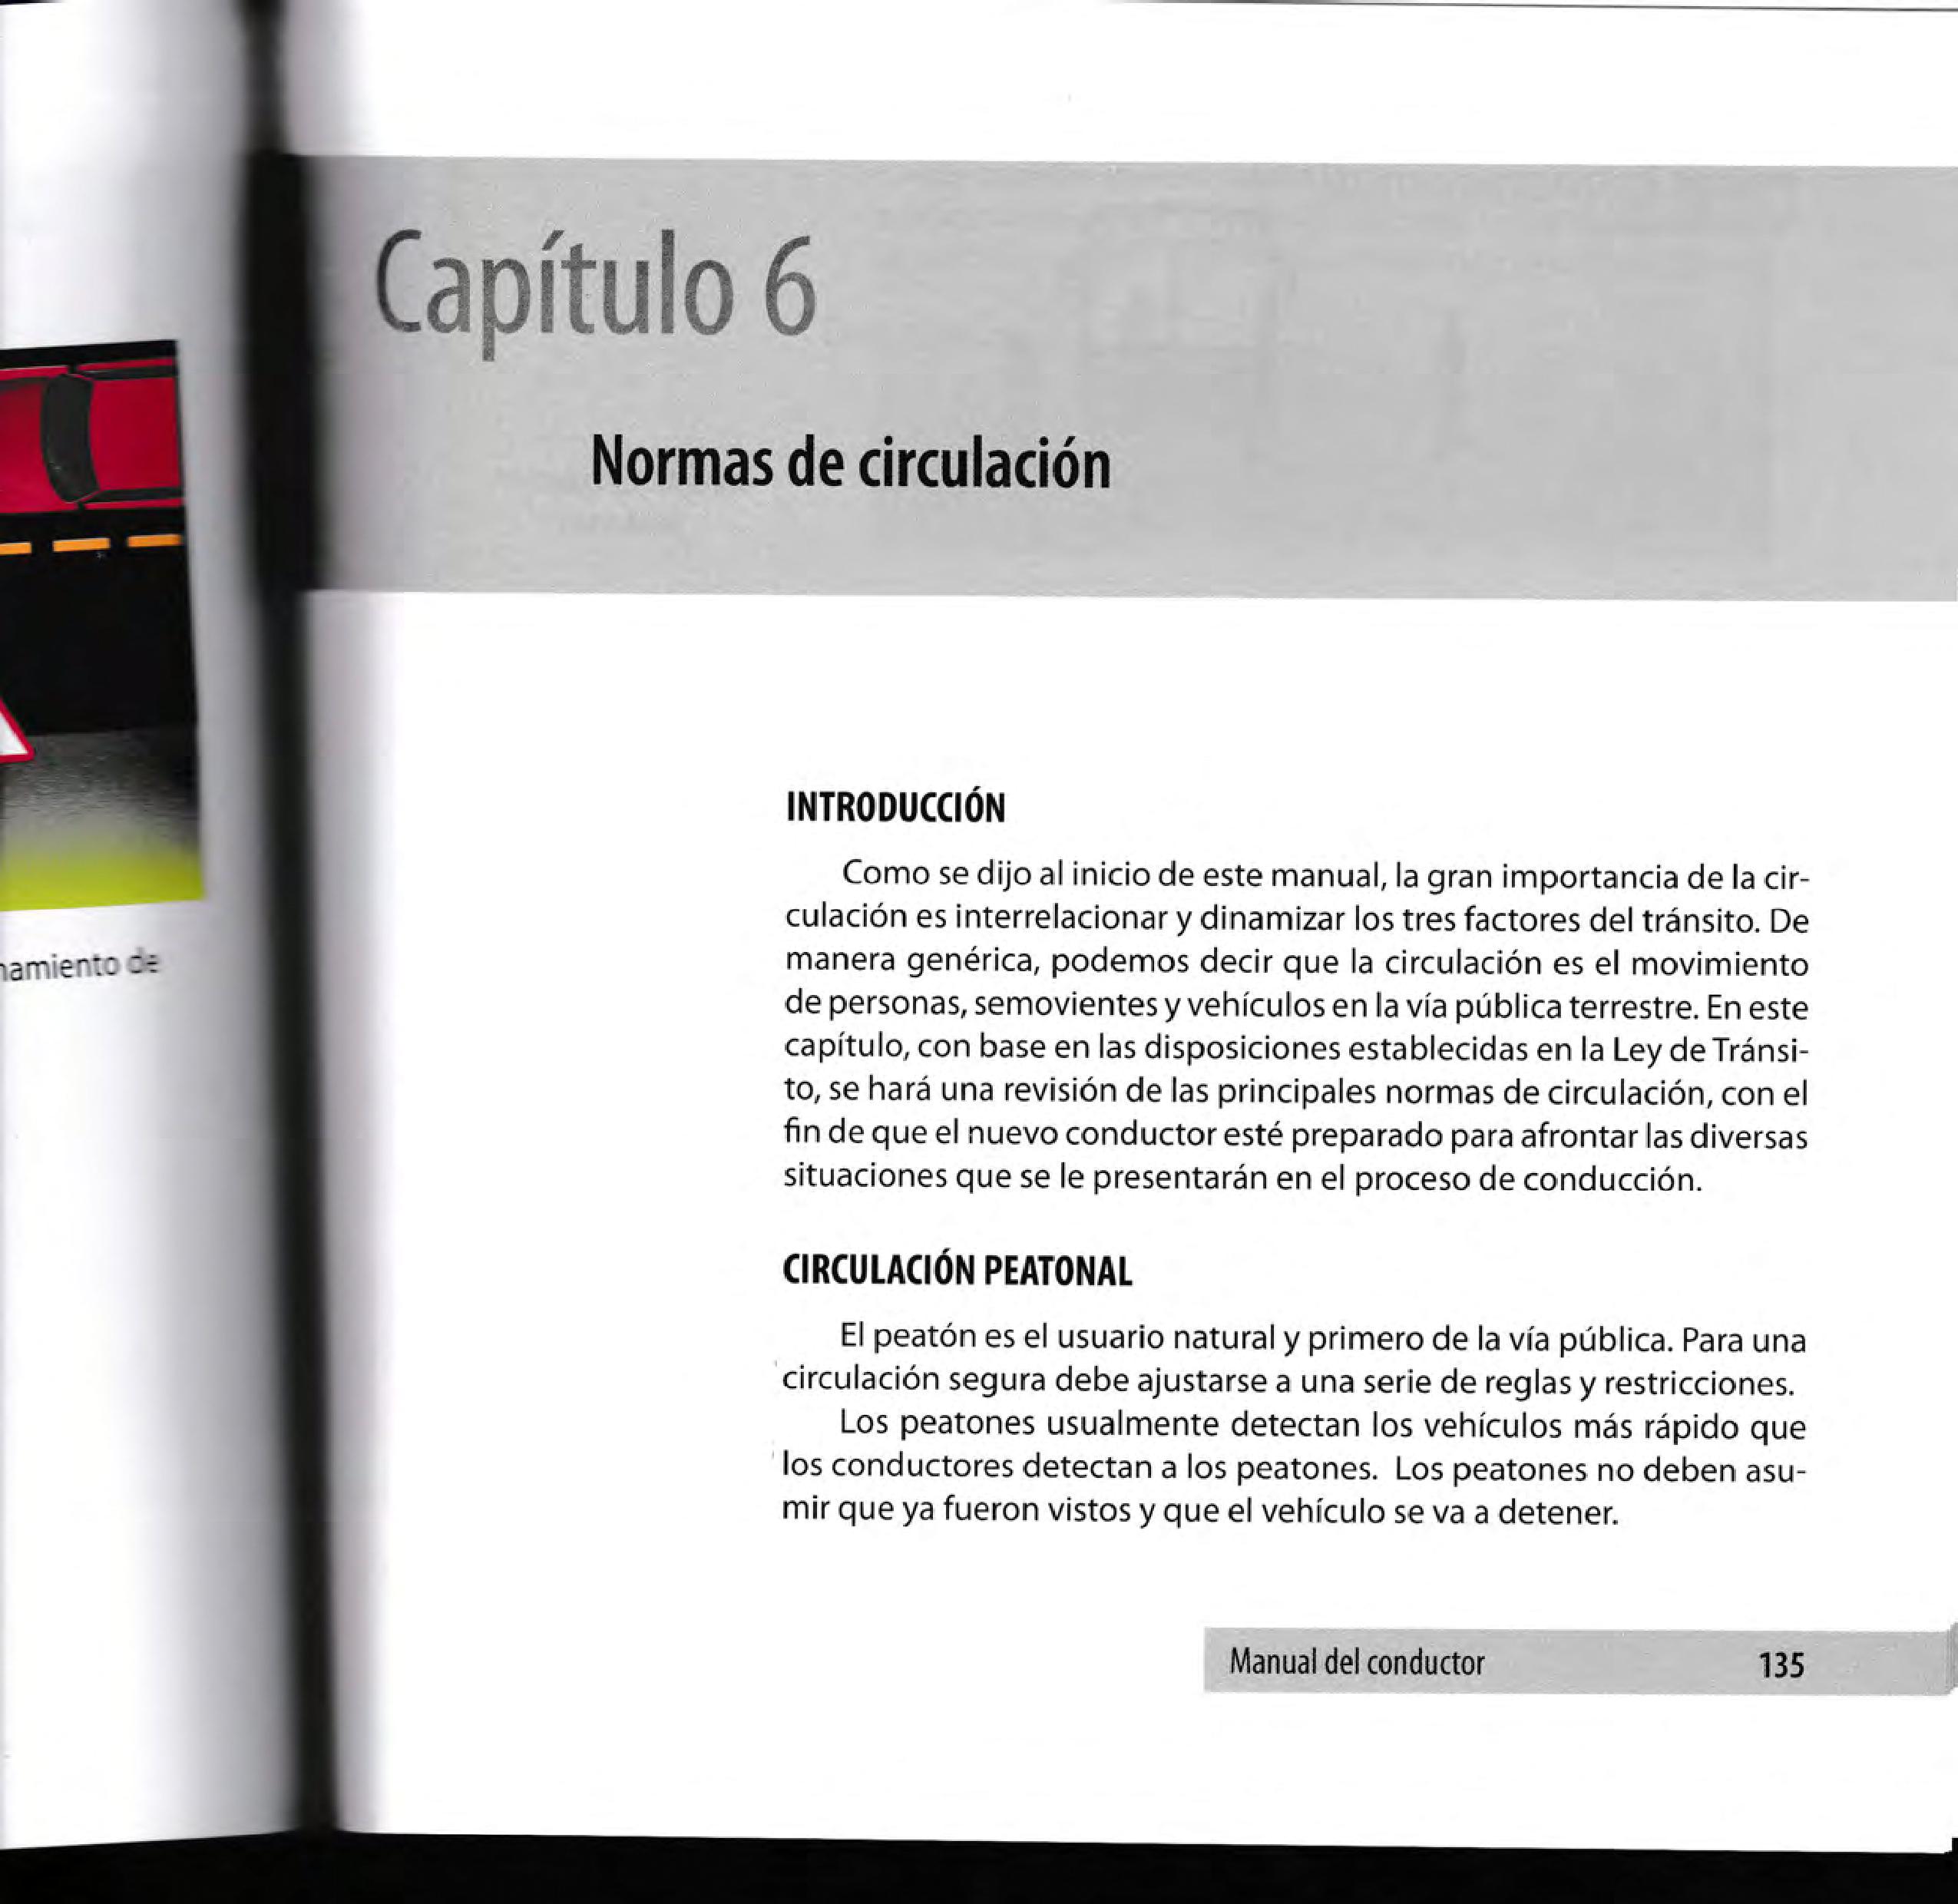 Capítulo 6
Normas de circulación
INTRODUCCIÓN
Como se dijo al inicio de este manual, la gran importancia de la cir-
culación es interrelacionar y dinamizar los tres factores del tránsito. De
manera genérica, podemos decir que la circulación es el movimiento
de personas, semovientes y vehículos en la vía pública terrestre. En este
capítulo, con base en las disposiciones establecidas en la Ley de Tránsi-
to, se hará una revisión de las principales normas de circulación, con el
fin de que el nuevo conductor esté preparado para afrontar las diversas
situaciones que se le presentarán en el proceso de conducción.
CIRCULACIÓN PEATONAL
El peatón es el usuario natural y primero de la vía pública. Para una
circulación segura debe ajustarse a una serie de reglas y restricciones.
Los peatones usualmente detectan los vehículos más rápido que
los conductores detectan a los peatones. Los peatones no deben asu-
mir que ya fueron vistos y que el vehículo se va a detener.
Manual del conductor 135